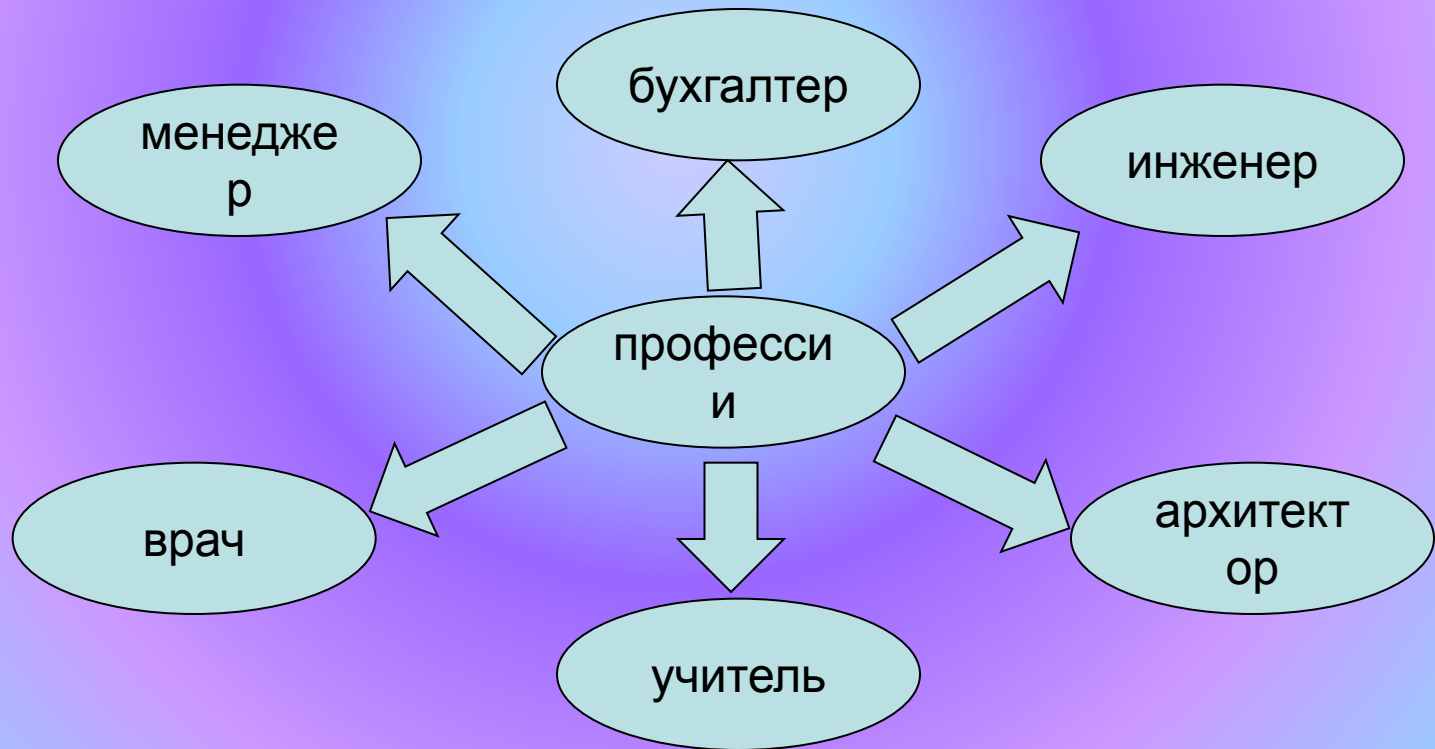 бухгалтер
менедже
р
инженер
професси
и
врач
архитект
ор
учитель